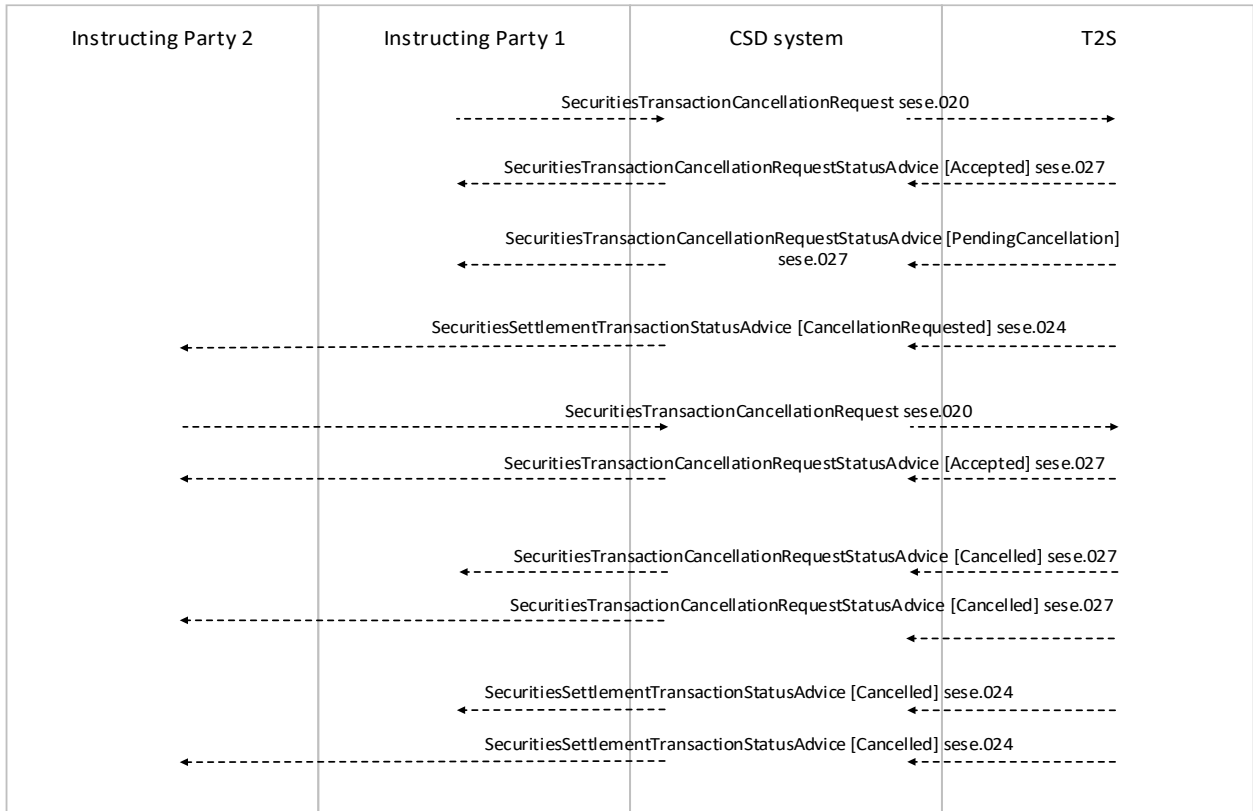 Instructing Party 2
Instructing Party 1
CSD system
T2S
SecuritiesTransactionCancellationRequest sese.020
SecuritiesTransactionCancellationRequestStatusAdvice [Accepted] sese.027
SecuritiesTransactionCancellationRequestStatusAdvice [PendingCancellation]
sese.027
SecuritiesSettlementTransactionStatusAdvice [CancellationRequested] sese.024
SecuritiesTransactionCancellationRequest sese.020
SecuritiesTransactionCancellationRequestStatusAdvice [Accepted] sese.027
SecuritiesTransactionCancellationRequestStatusAdvice [Cancelled] sese.027
SecuritiesTransactionCancellationRequestStatusAdvice [Cancelled] sese.027
SecuritiesSettlementTransactionStatusAdvice [Cancelled] sese.024
SecuritiesSettlementTransactionStatusAdvice [Cancelled] sese.024